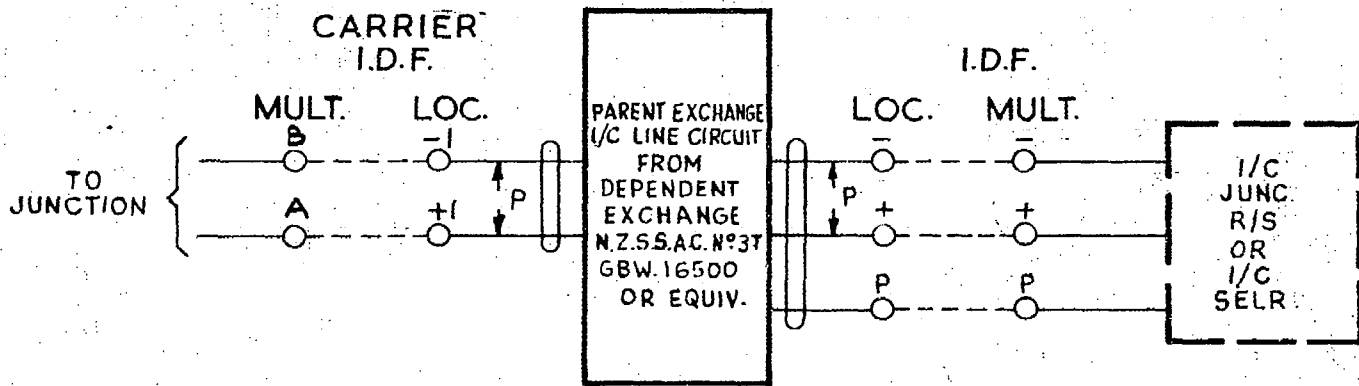 CARRIER
I.D.F.
MULT. LOC.
B -1
A +1
P
TO
JUNCTION
PARENT EXCHANGE
I/C LINE CIRCUIT
FROM
DEPENDENT
EXCHANGE
N.Z.S.S.A.C. Nº3T
GBW.16500
OR EQUIV.
I.D.F.
LOC. MULT.
- -
P
+ +
P P
I/C
JUNC.
R/S
OR
I/C
SELR